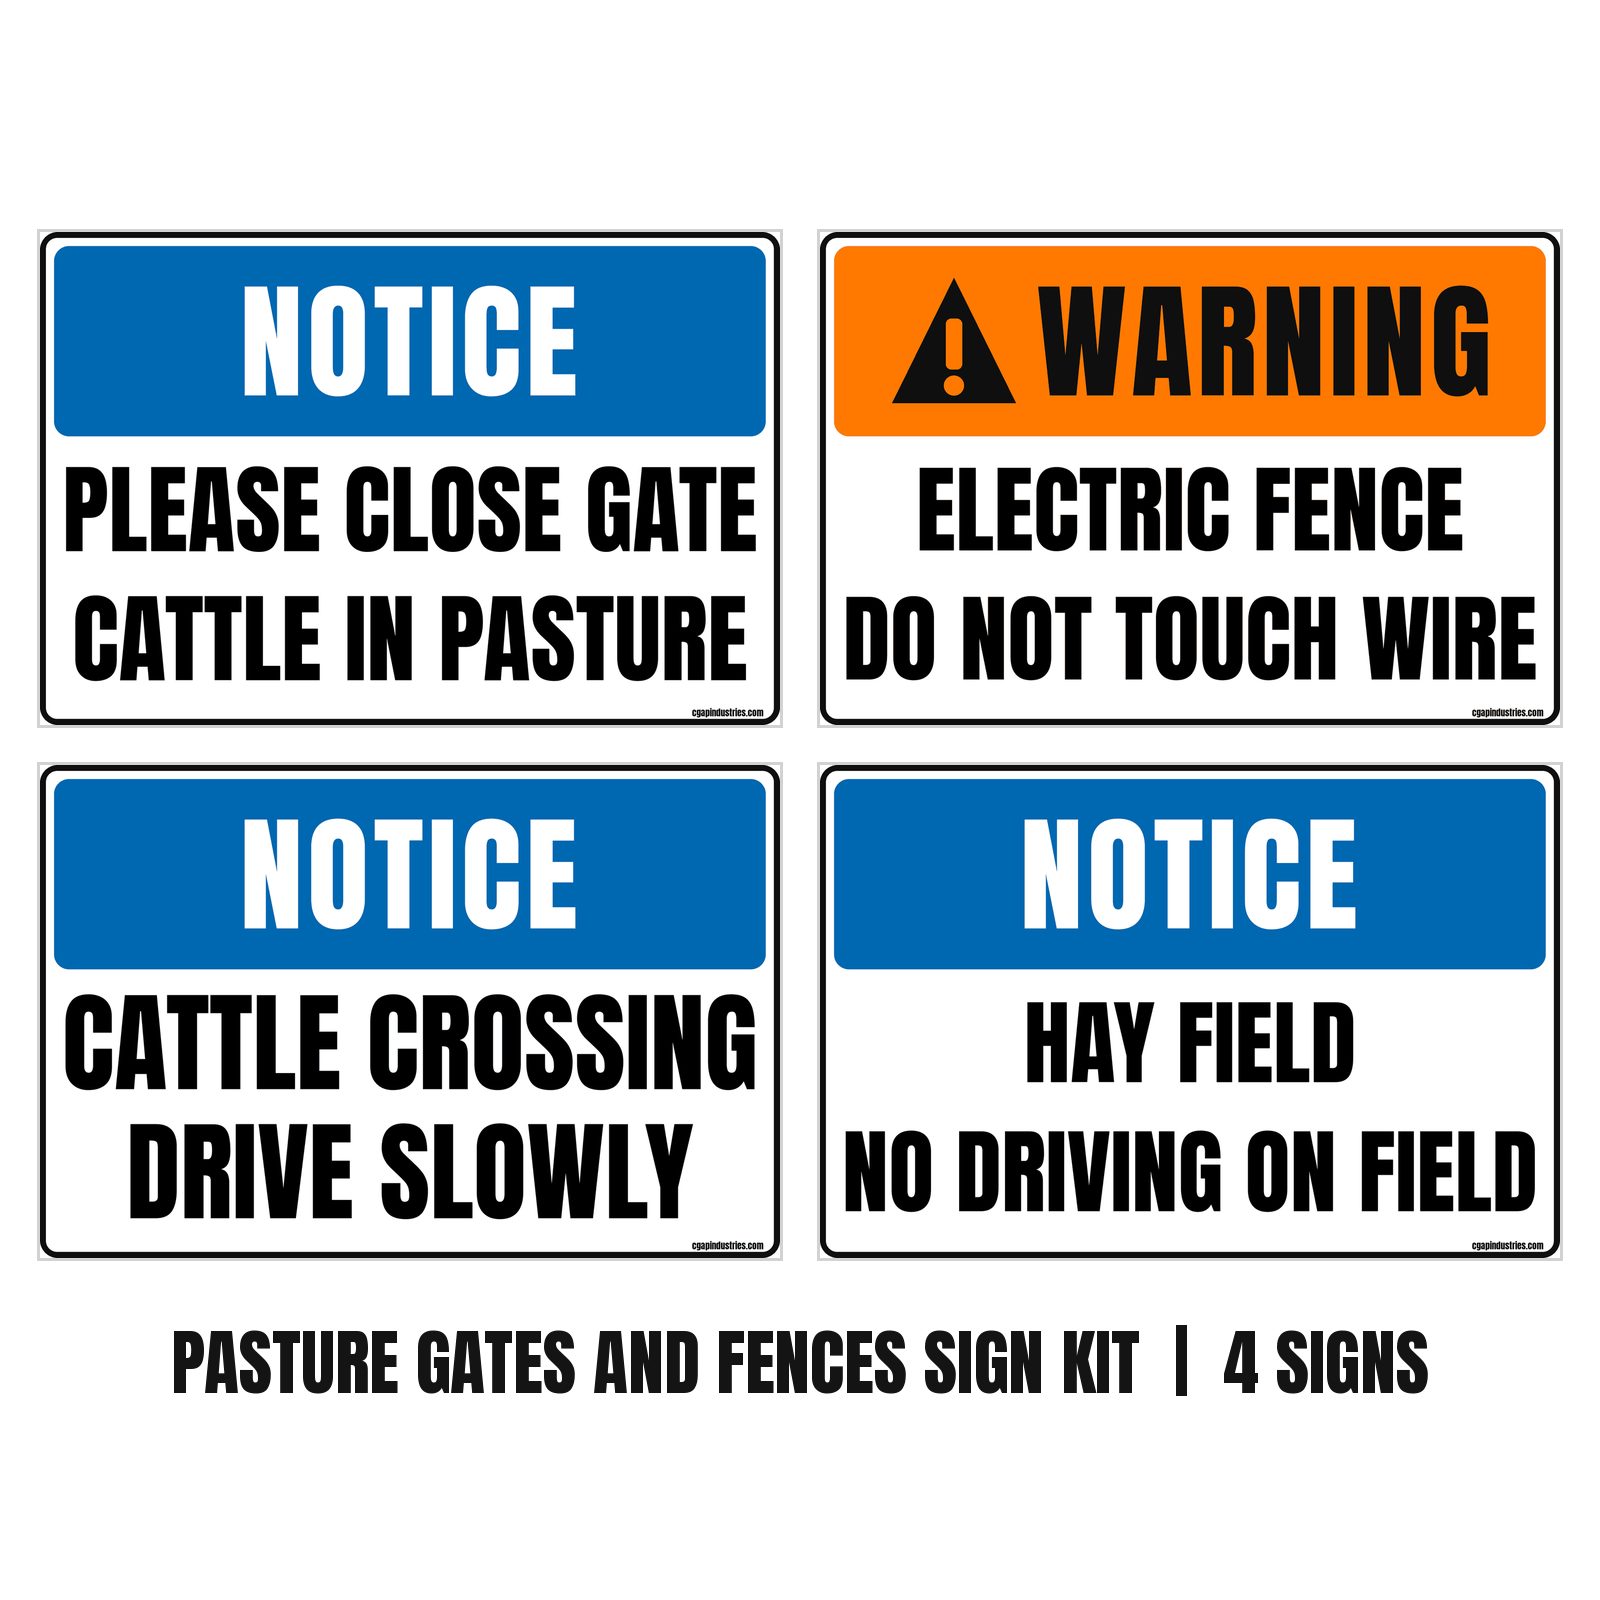 NOTICE
PLEASE CLOSE GATE
CATTLE IN PASTURE
cgapindustries.com
WARNING
ELECTRIC FENCE
DO NOT TOUCH WIRE
cgapindustries.com
NOTICE
CATTLE CROSSING
DRIVE SLOWLY
cgapindustries.com
NOTICE
HAY FIELD
NO DRIVING ON FIELD
cgapindustries.com
PASTURE GATES AND FENCES SIGN KIT | 4 SIGNS